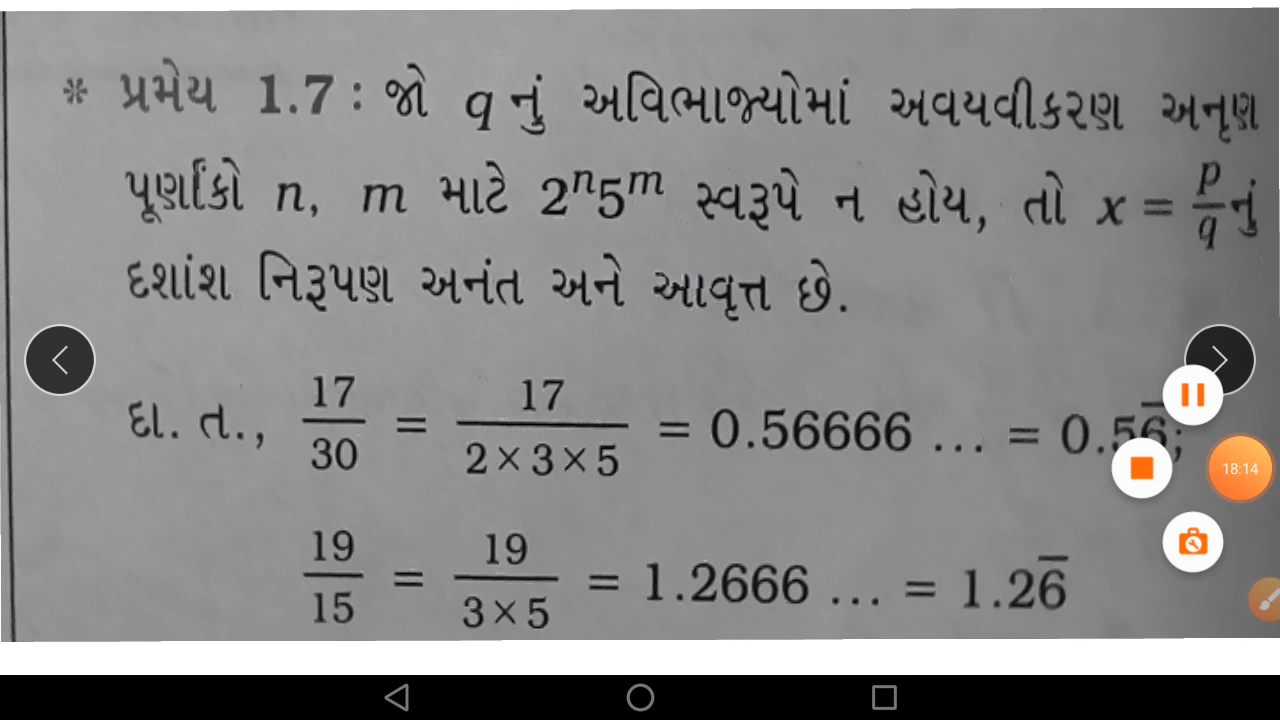 * પ્રમેય 1.7 : જો q નું અવિભાજ્યોમાં અવયવીકરણ અનૃણ
પૂર્ણાંકો n, m માટે 2ⁿ5ᵐ સ્વરૂપે ન હોય, તો x = p/q નું
દશાંશ નિરૂપણ અનંત અને આવૃત્ત છે.
દા. ત., 17/30 = 17/(2×3×5) = 0.56666 ... = 0.56̅;
18:14
19/15 = 19/(3×5) = 1.2666 ... = 1.26̅